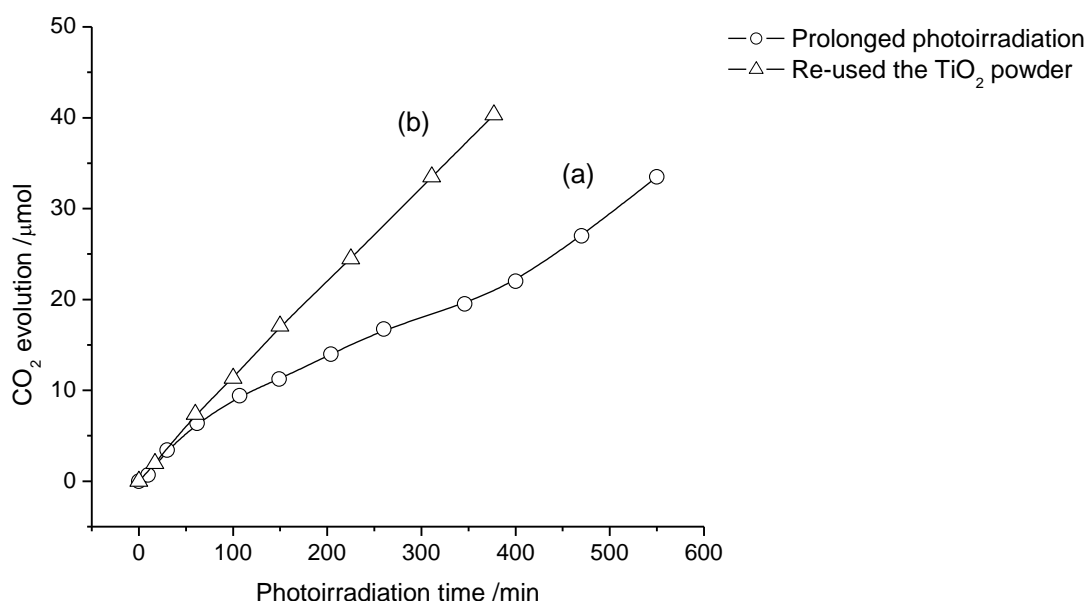 50
40
30
20
10
0
CO₂ evolution /μmol
(b)
(a)
0 100 200 300 400 500 600
Photoirradiation time /min
Prolonged photoirradiation
Re-used the TiO₂ powder